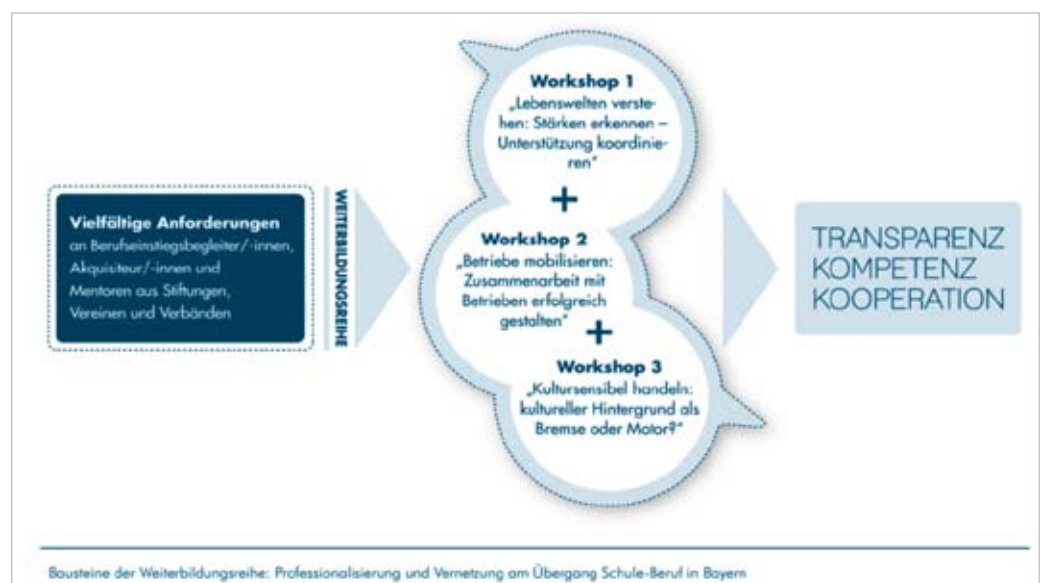 Vielfältige Anforderungen
an Berufseinstiegsbegleiter/-innen,
Akquisiteur/-innen und
Mentoren aus Stiftungen,
Vereinen und Verbänden
WEITERBILDUNGSREIHE
Workshop 1
„Lebenswelten verste-
hen: Stärken erkennen –
Unterstützung koordinie-
ren“
+
Workshop 2
„Betriebe mobilisieren:
Zusammenarbeit mit
Betrieben erfolgreich
gestalten“
+
Workshop 3
„Kultursensibel handeln:
kultureller Hintergrund als
Bremse oder Motor?“
TRANSPARENZ
KOMPETENZ
KOOPERATION
Bausteine der Weiterbildungsreihe: Professionalisierung und Vernetzung am Übergang Schule-Beruf in Bayern